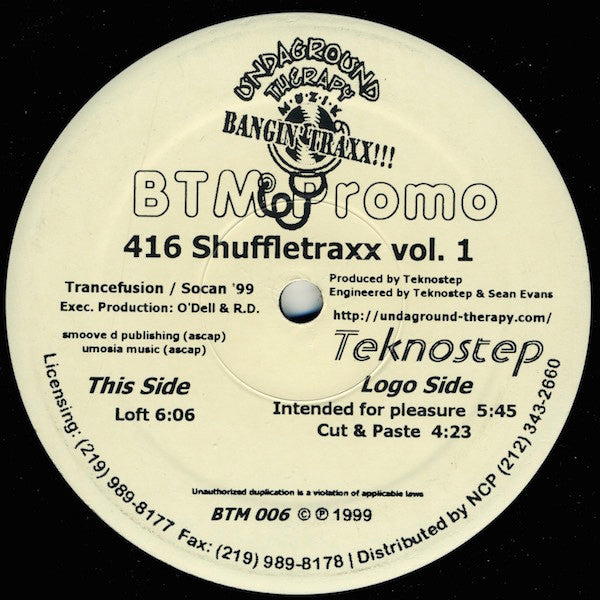 UNDAGROUND
THERAPY
MUZIK
BANGIN' TRAXX!!!
BTM Promo
416 Shuffletraxx vol. 1
Trancefusion / Socan '99
Exec. Production: O'Dell & R.D.
smoove d publishing (ascap)
umosia music (ascap)
Produced by Teknostep
Engineered by Teknostep & Sean Evans
http://undaground-therapy.com/
Teknostep
This Side
Loft 6:06
Logo Side
Intended for pleasure 5:45
Cut & Paste 4:23
Unauthorized duplication is a violation of applicable laws
BTM 006 © ℗ 1999
Licensing: (219) 989-8177 Fax: (219) 989-8178 | Distributed by NCP (212) 343-2660